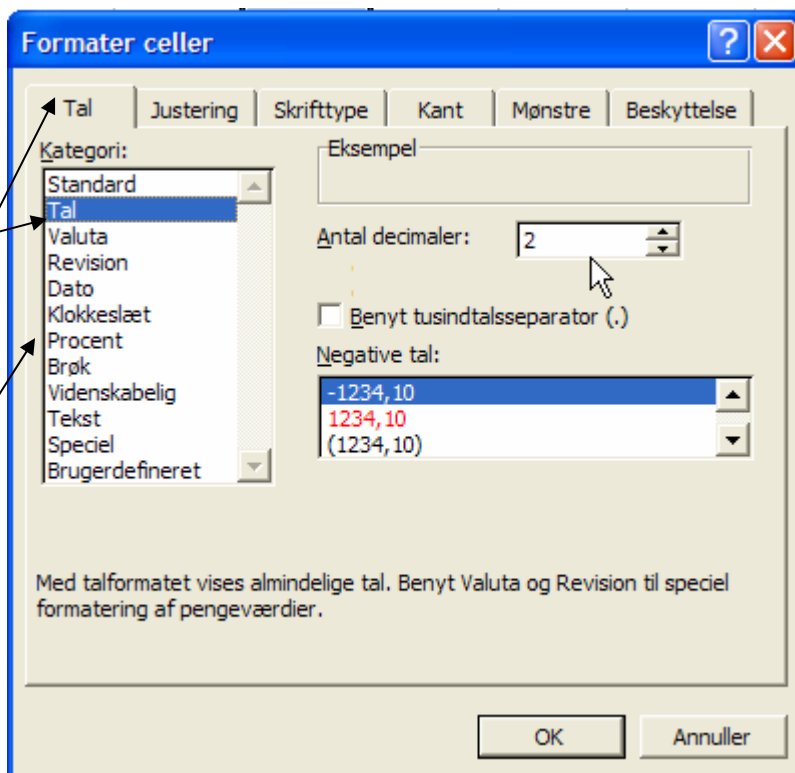 Formater celler
Tal
Justering
Skrifttype
Kant
Mønstre
Beskyttelse
Kategori:
Standard
Tal
Valuta
Revision
Dato
Klokkeslæt
Procent
Brøk
Videnskabelig
Tekst
Speciel
Brugerdefineret
Eksempel
Antal decimaler:
2
Benyt tusindtalsseparator (.)
Negative tal:
-1234,10
1234,10
(1234,10)
Med talformatet vises almindelige tal. Benyt Valuta og Revision til speciel
formatering af pengeværdier.
OK
Annuller